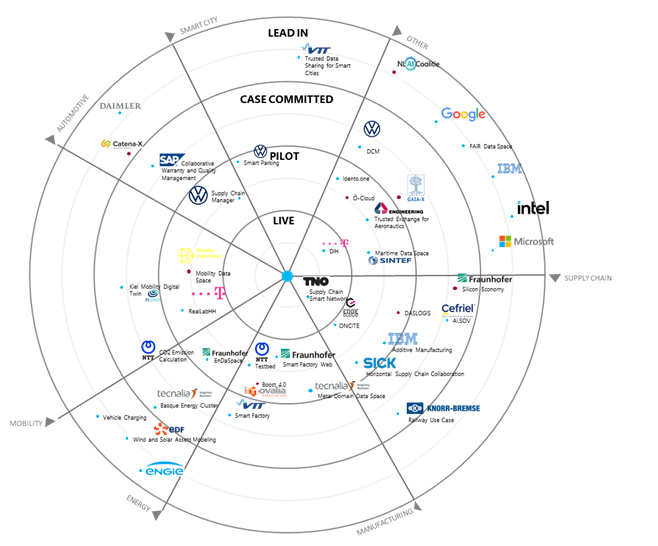 SMART CITY
LEAD IN
OTHER
VTT
Trusted Data
Sharing for Smart
Cities
NL AI Coalitie
DAIMLER
CASE COMMITTED
Google
AUTOMOTIVE
Catena-X
DCM
FAIR Data Space
SAP
Collaborative
Warranty and Quality
Management
PILOT
Smart Parking
IBM
Idento.one
GAIA-X
Supply Chain
Manager
Ö-Cloud
ENGINEERING
Trusted Exchange for
Aeronautics
intel
LIVE
Microsoft
T
DIH
Maritime Data Space
SINTEF
Mobility Data
Space
TNO
Supply Chain
Smart Network
Fraunhofer
Silicon Economy
SUPPLY CHAIN
Kiel Mobility Digital
Twin
T
RealLabHH
DASLOGIS
Cefriel
AI.SOV
ONCITE
IBM
Additive Manufacturing
NTT
CO2 Emission
Calculation
Fraunhofer
EnDaSpace
NTT
Testbed
Fraunhofer
Smart Factory Web
SICK
Horizontal Supply Chain Collaboration
Boost 4.0
innovalia
tecnalia
Metal Domain Data Space
tecnalia
Basque Energy Cluster
VTT
Smart Factory
KNORR-BREMSE
Railway Use Case
MOBILITY
Vehicle Charging
edf
Wind and Solar Assets Modeling
ENGIE
ENERGY
MANUFACTURING